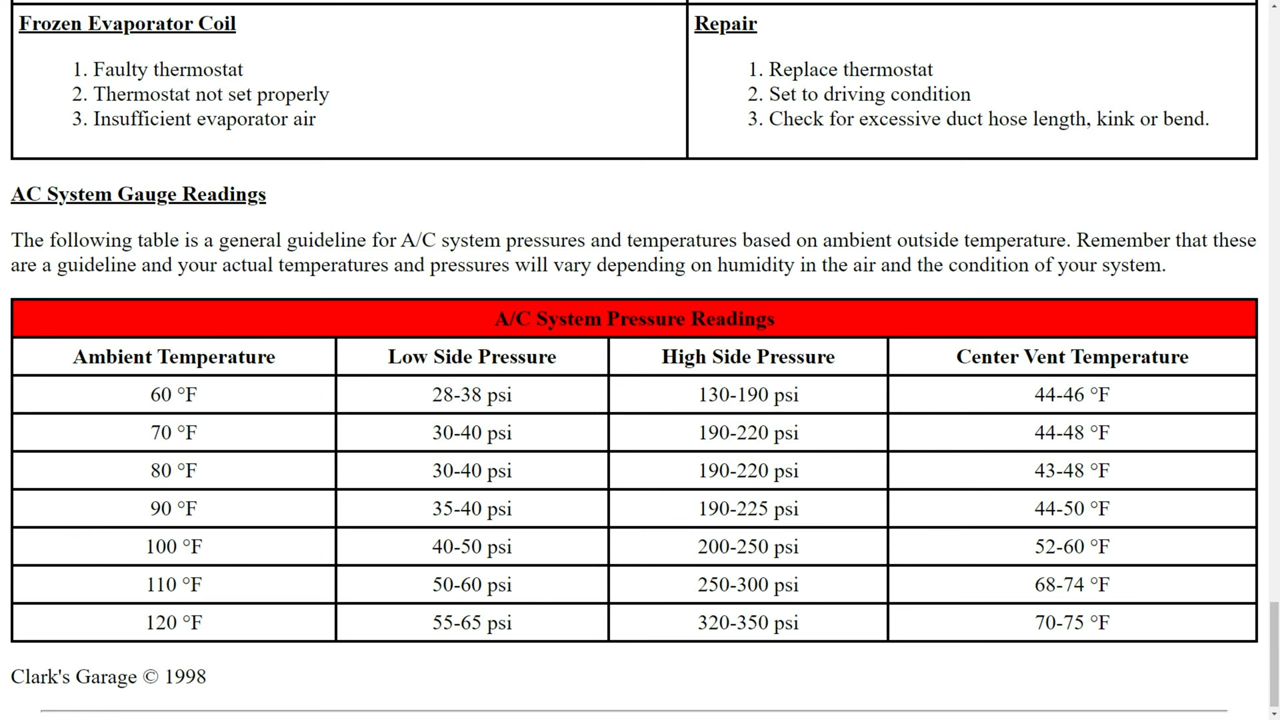 Frozen Evaporator Coil
1. Faulty thermostat
2. Thermostat not set properly
3. Insufficient evaporator air
Repair
1. Replace thermostat
2. Set to driving condition
3. Check for excessive duct hose length, kink or bend.
AC System Gauge Readings
The following table is a general guideline for A/C system pressures and temperatures based on ambient outside temperature. Remember that these
are a guideline and your actual temperatures and pressures will vary depending on humidity in the air and the condition of your system.
A/C System Pressure Readings
Ambient Temperature Low Side Pressure High Side Pressure Center Vent Temperature
60 °F 28-38 psi 130-190 psi 44-46 °F
70 °F 30-40 psi 190-220 psi 44-48 °F
80 °F 30-40 psi 190-220 psi 43-48 °F
90 °F 35-40 psi 190-225 psi 44-50 °F
100 °F 40-50 psi 200-250 psi 52-60 °F
110 °F 50-60 psi 250-300 psi 68-74 °F
120 °F 55-65 psi 320-350 psi 70-75 °F
Clark's Garage © 1998